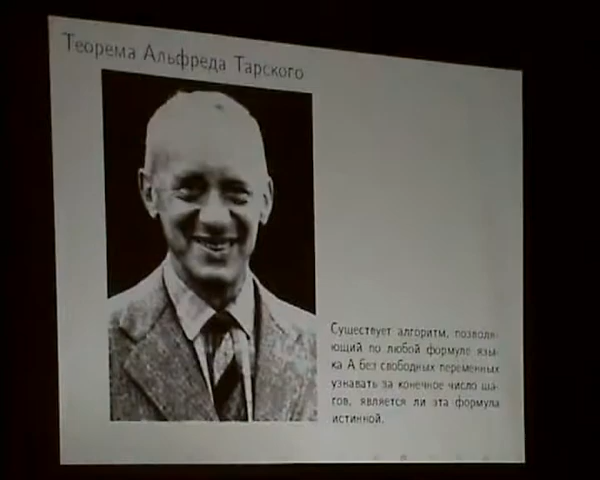 Теорема Альфреда Тарского
Существует алгоритм, позволя-
ющий по любой формуле язы-
ка А без свободных переменных
узнавать за конечное число ша-
гов, является ли эта формула
истинной.